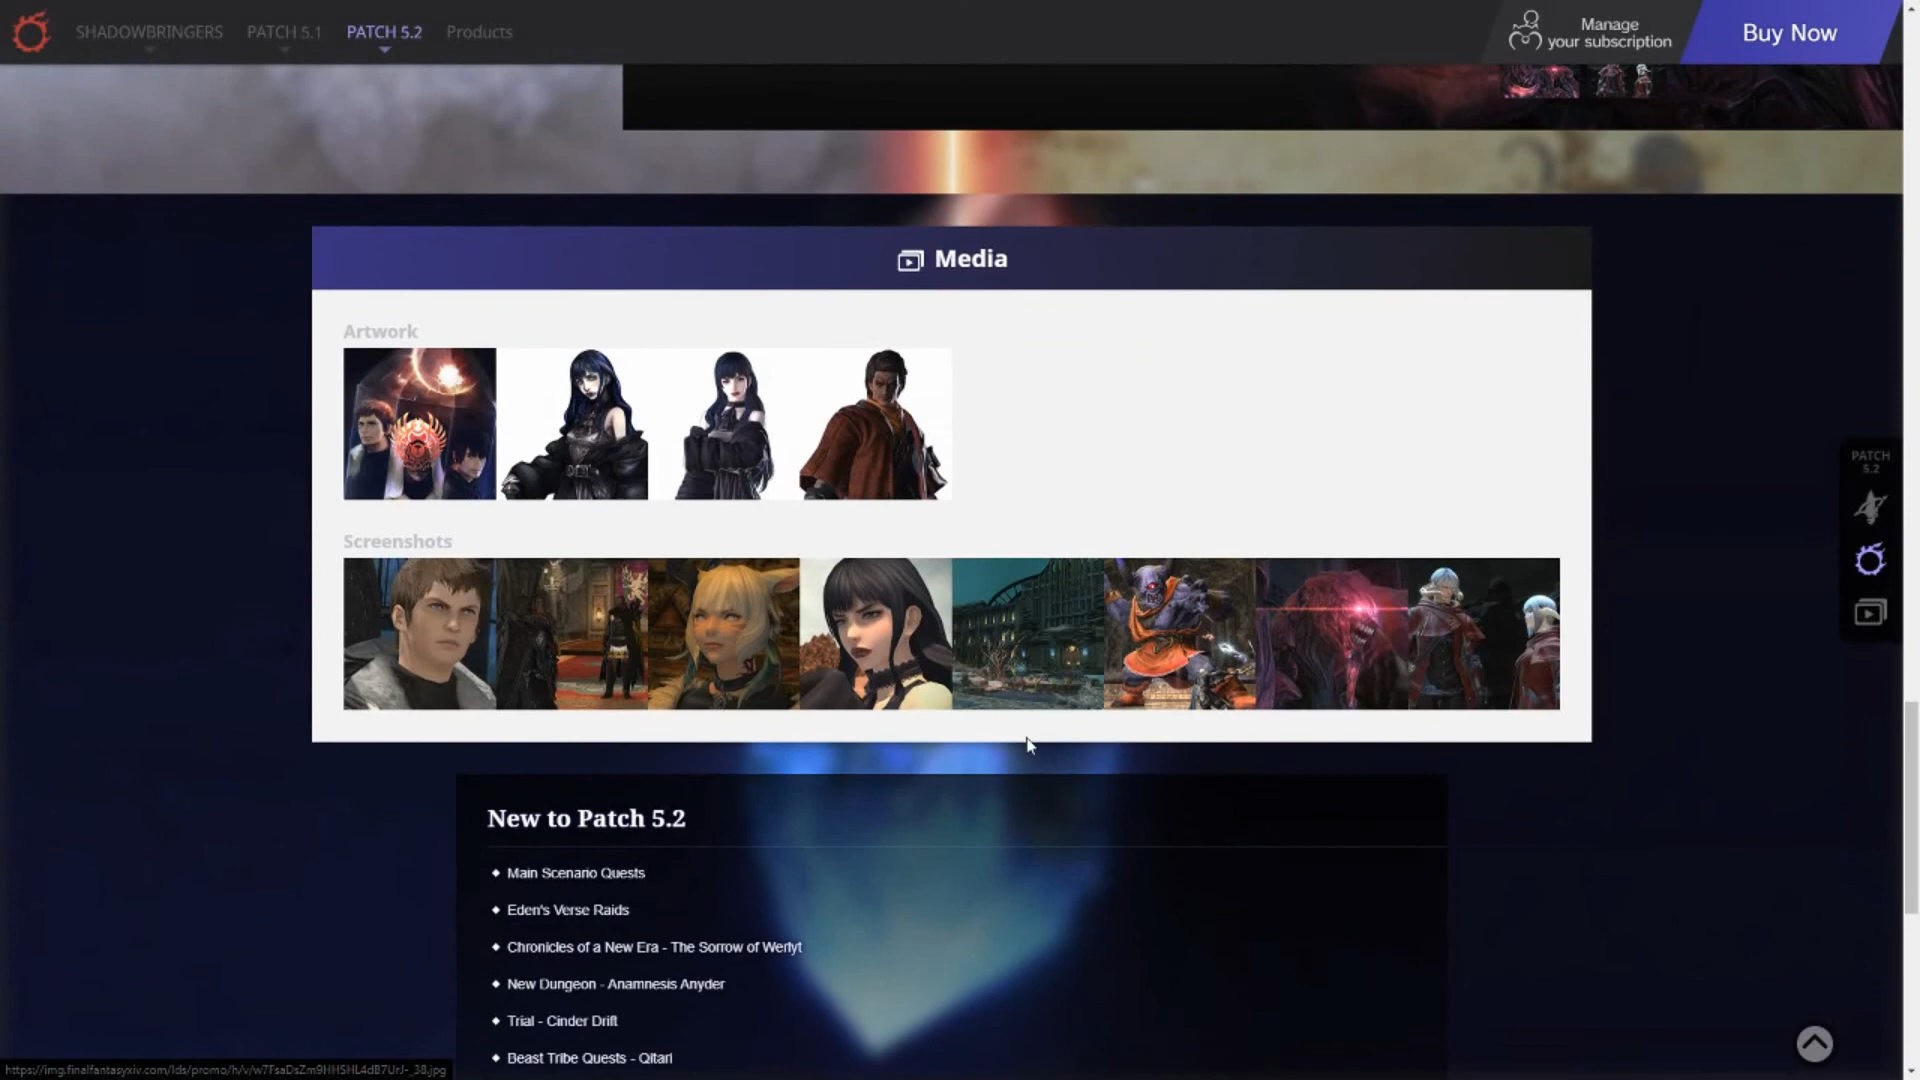 SHADOWBRINGERS
PATCH 5.1
PATCH 5.2
Products
Manage
your subscription
Buy Now
Media
Artwork
Screenshots
PATCH
5.2
New to Patch 5.2
Main Scenario Quests
Eden's Verse Raids
Chronicles of a New Era - The Sorrow of Werlyt
New Dungeon - Anamnesis Anyder
Trial - Cinder Drift
Beast Tribe Quests - Qitari